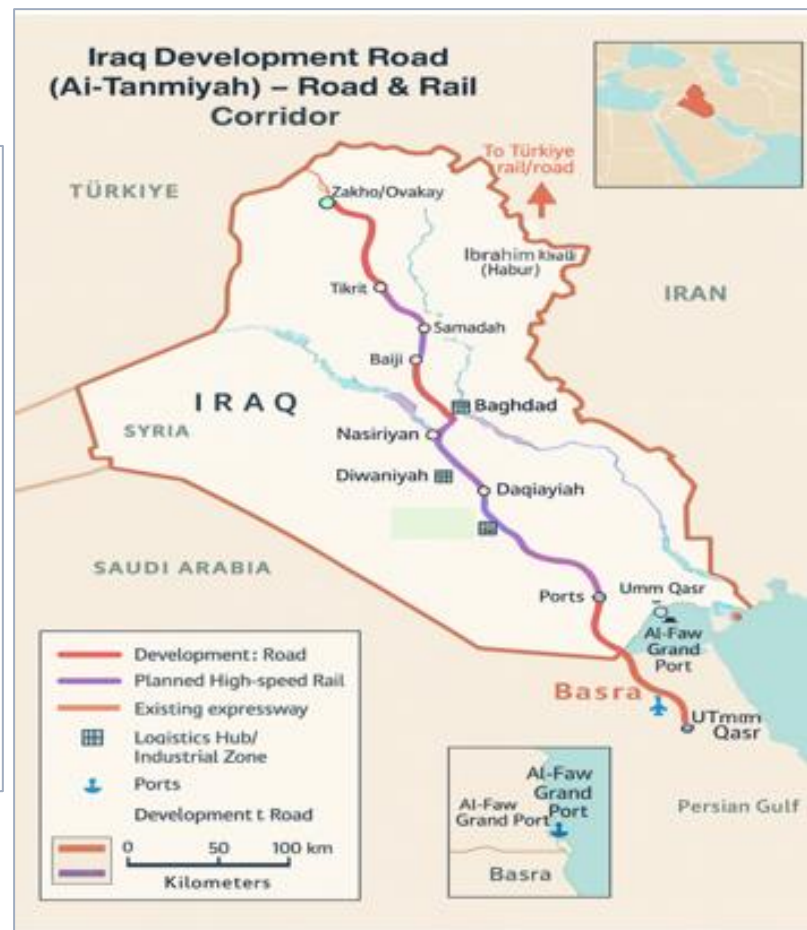 Iraq Development Road
(Ai-Tanmiyah) – Road & Rail
Corridor
To Türkiye
rail/road
TÜRKIYE
Zakho/Ovakay
Ibrahim
(Habur)
IRAN
Tikrit
Samadah
Baiji
IRAQ
Baghdad
SYRIA
Nasiriyan
Diwaniyah
Daqiayiah
SAUDI ARABIA
Ports
Umm Qasr
Al-Faw
Grand
Port
Basra
UTmım
Qasr
Persian Gulf
Development: Road
Planned High-speed Rail
Existing expressway
Logistics Hub/
Industrial Zone
Ports
Development t Road
0 50 100 km
Kilometers
Al-Faw
Grand
Port
Al-Faw
Grand Port
Basra